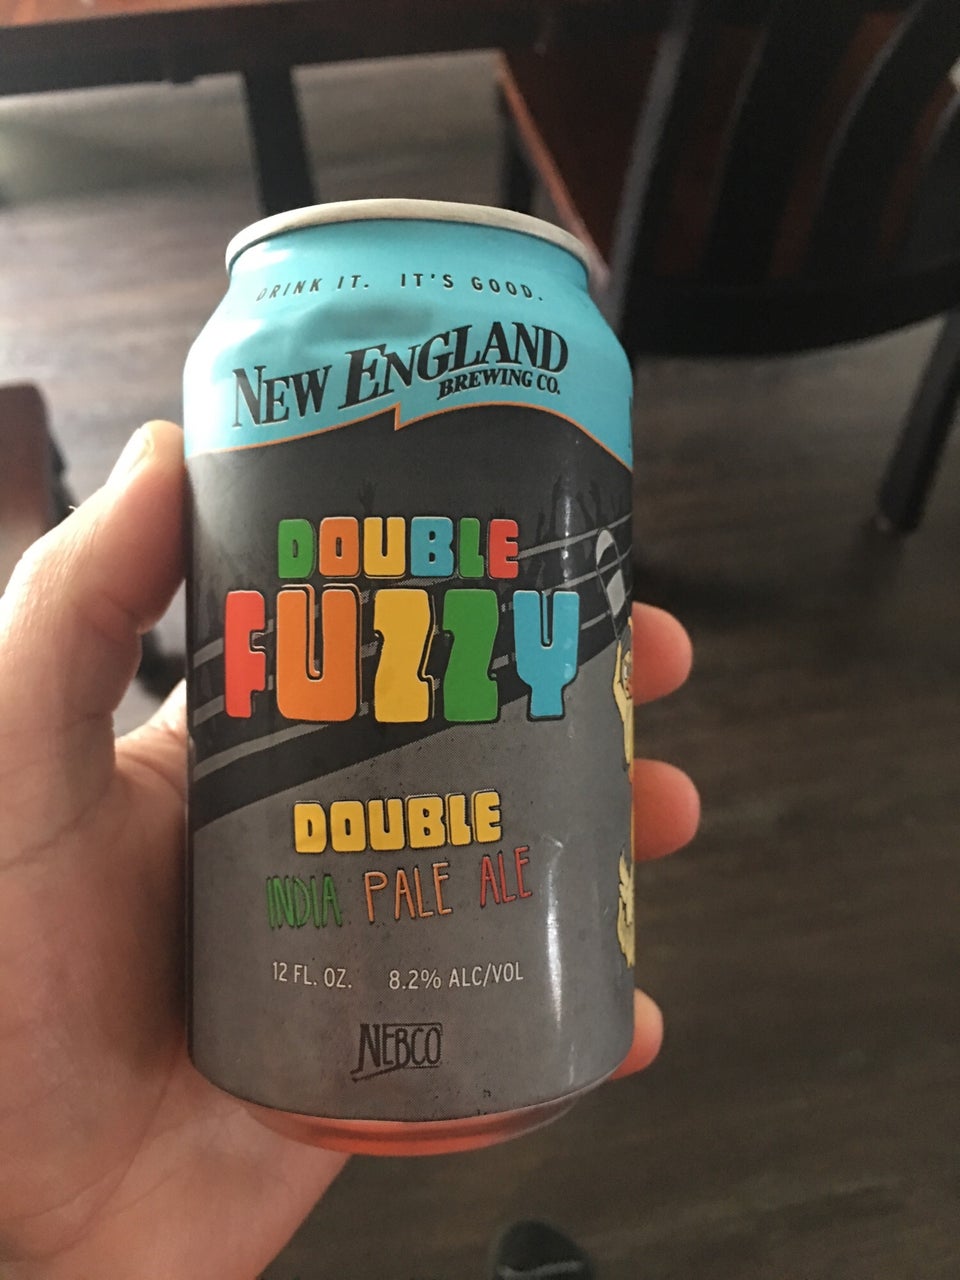 DRINK IT. IT'S GOOD.
NEW ENGLAND
BREWING CO.
DOUBLE
FUZZY
DOUBLE
INDIA PALE ALE
12 FL. OZ. 8.2% ALC/VOL
NEBCO